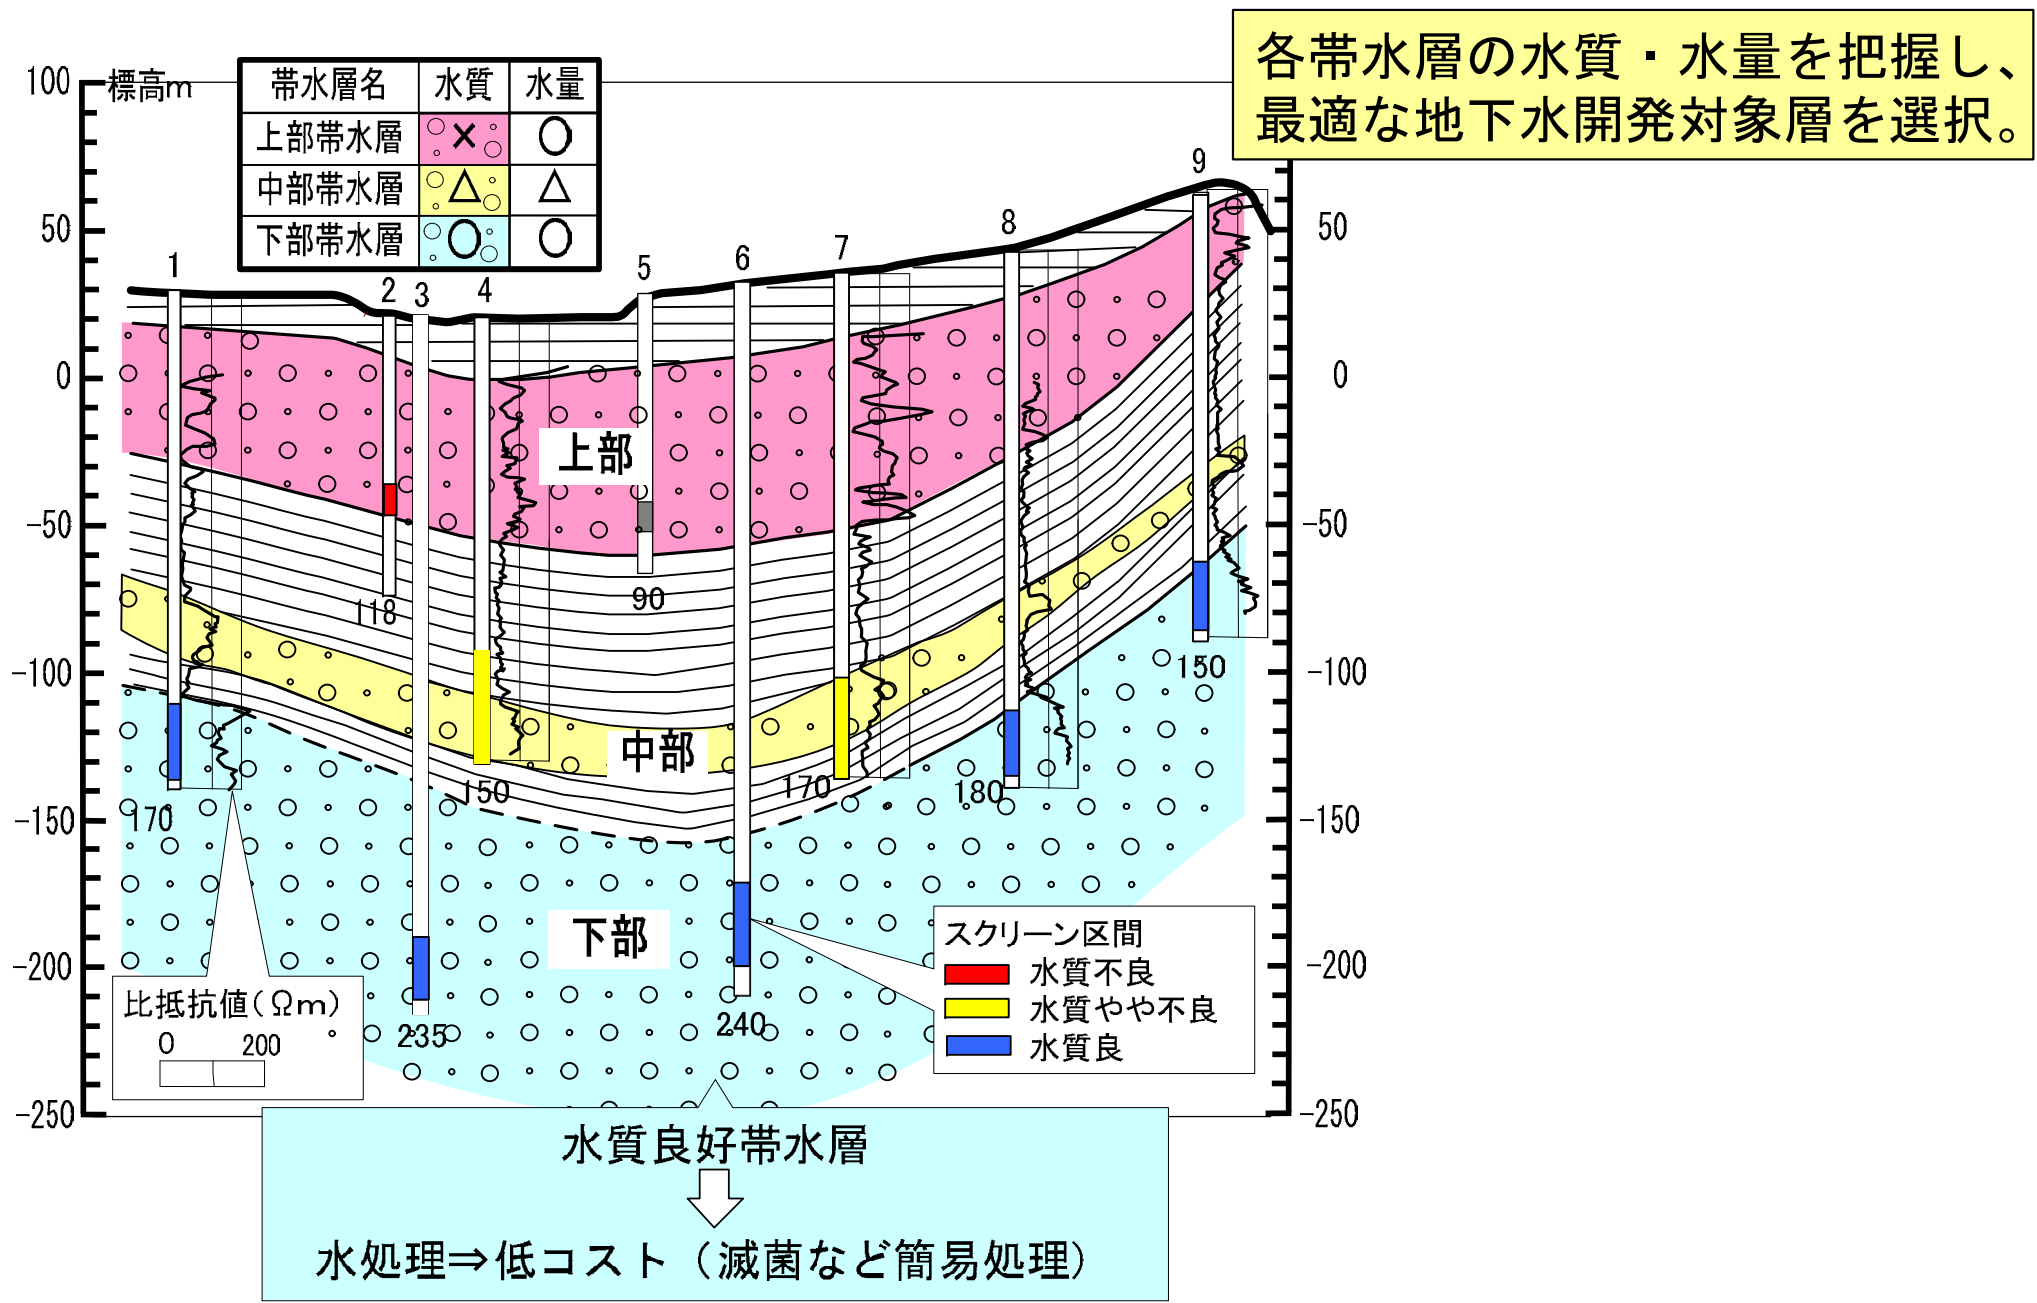 各帯水層の水質・水量を把握し、
最適な地下水開発対象層を選択。
標高m
100
50
0
-50
-100
-150
-200
-250
帯水層名 水質 水量
上部帯水層 × ○
中部帯水層 △ △
下部帯水層 ○ ○
50
0
-50
-100
-150
-200
-250
1
2
3
4
5
6
7
8
9
上部
中部
下部
118
90
150
170
150
170
180
235
240
比抵抗値(Ωm)
0 200
スクリーン区間
水質不良
水質やや不良
水質良
水質良好帯水層
水処理⇒低コスト(滅菌など簡易処理)